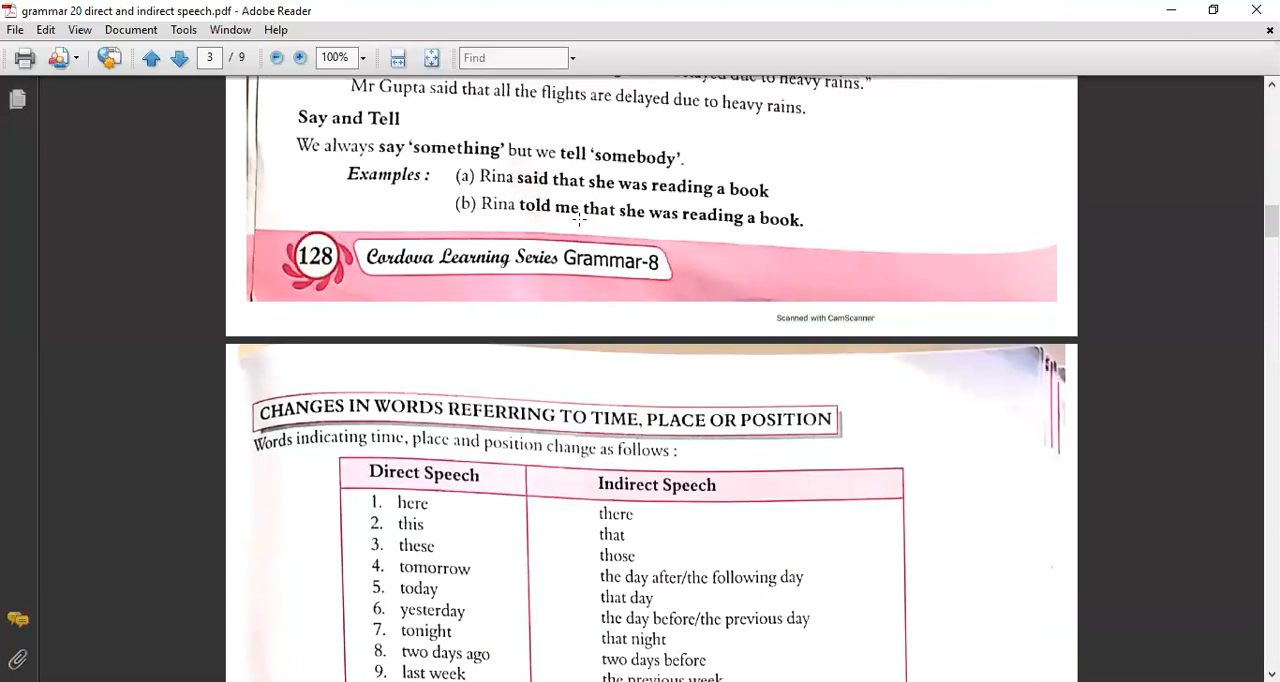 grammar 20 direct and indirect speech.pdf - Adobe Reader
File Edit View Document Tools Window Help
3 / 9 100% Find
due to heavy rains.”
Mr Gupta said that all the flights are delayed due to heavy rains.
Say and Tell
We always say ‘something’ but we tell ‘somebody’.
Examples : (a) Rina said that she was reading a book
(b) Rina told me that she was reading a book.
128 Cordova Learning Series Grammar-8
Scanned with CamScanner
CHANGES IN WORDS REFERRING TO TIME, PLACE OR POSITION
Words indicating time, place and position change as follows :
Direct Speech Indirect Speech
1. here there
2. this that
3. these those
4. tomorrow the day after/the following day
5. today that day
6. yesterday the day before/the previous day
7. tonight that night
8. two days ago two days before
9. last week the previous week